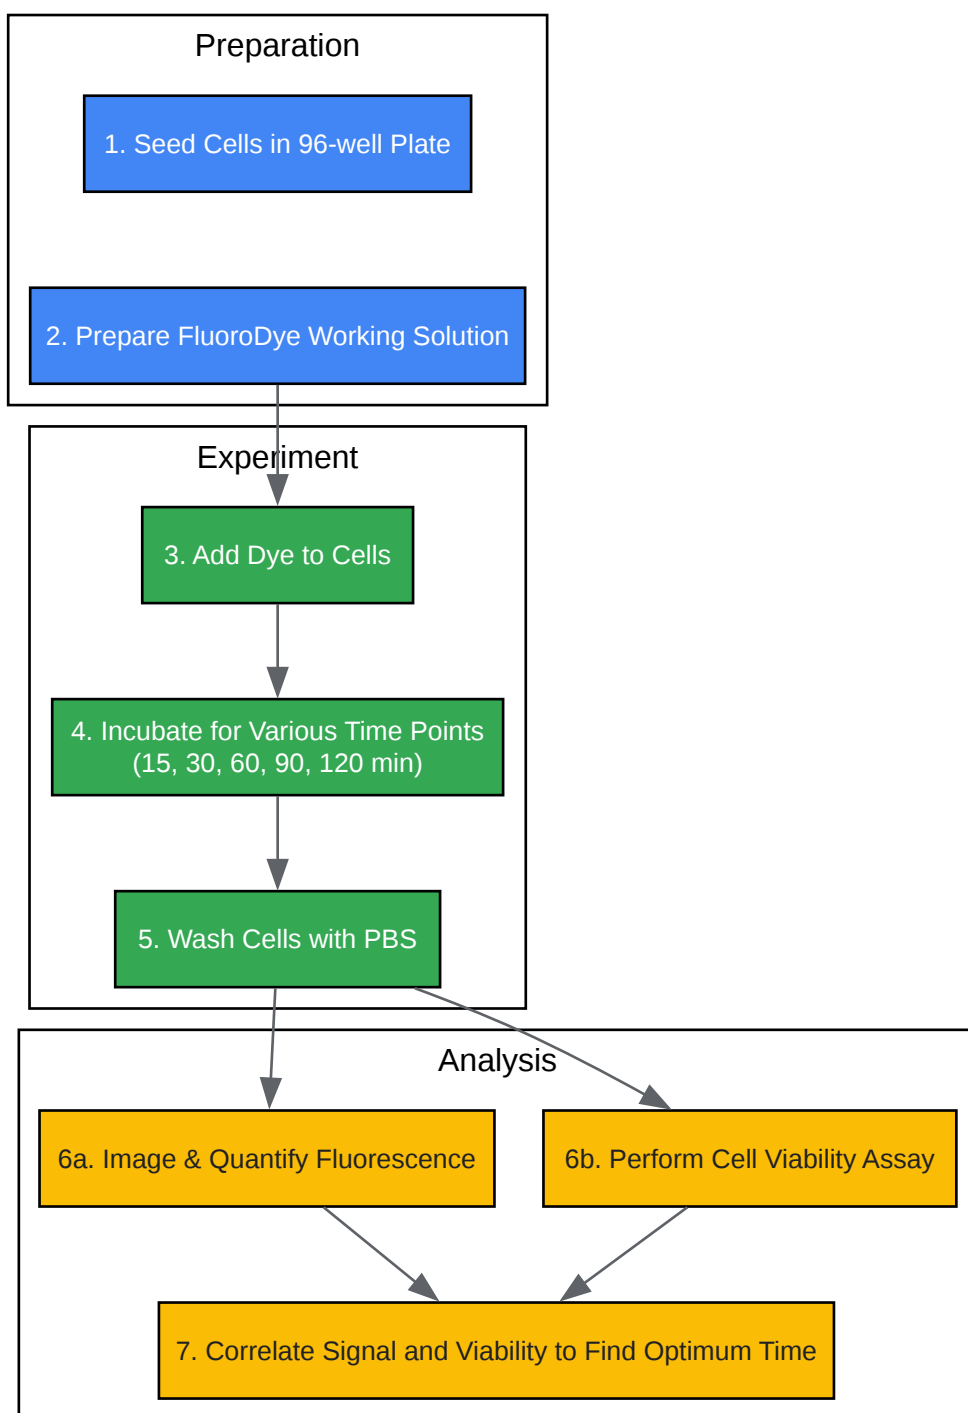 Preparation
1. Seed Cells in 96-well Plate
2. Prepare FluoroDye Working Solution
Experiment
3. Add Dye to Cells
4. Incubate for Various Time Points
(15, 30, 60, 90, 120 min)
5. Wash Cells with PBS
Analysis
6a. Image & Quantify Fluorescence
6b. Perform Cell Viability Assay
7. Correlate Signal and Viability to Find Optimum Time